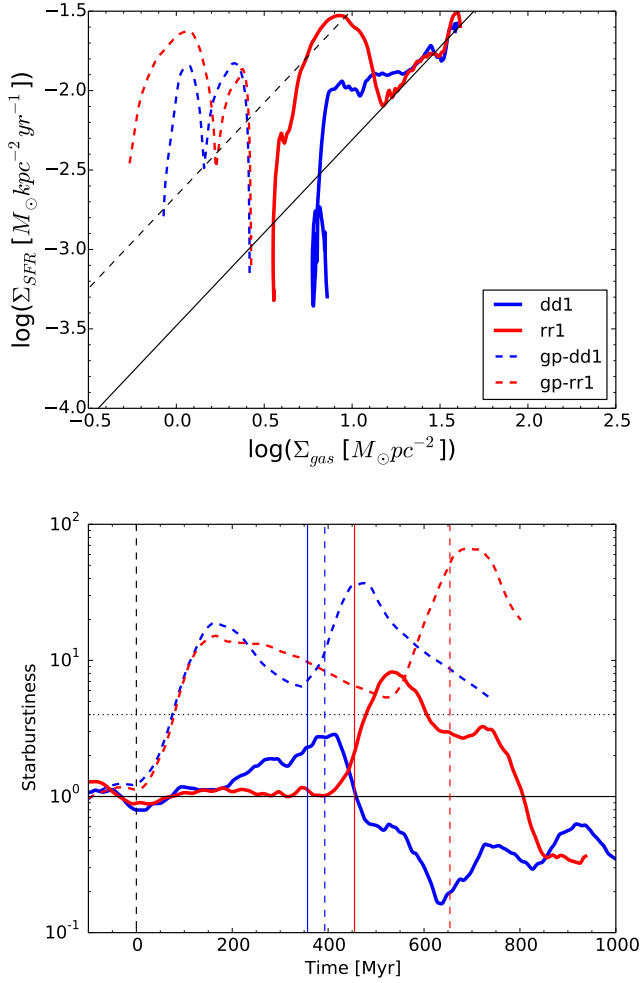 −1.5
−2.0
−2.5
−3.0
−3.5
−4.0
log(Σ_SFR [M_⊙ kpc^−2 yr^−1])
−0.5 0.0 0.5 1.0 1.5 2.0 2.5
log(Σ_gas [M_⊙ pc^−2])
dd1
rr1
gp-dd1
gp-rr1
10^2
10^1
10^0
10^-1
Starburstiness
0 200 400 600 800 1000
Time [Myr]